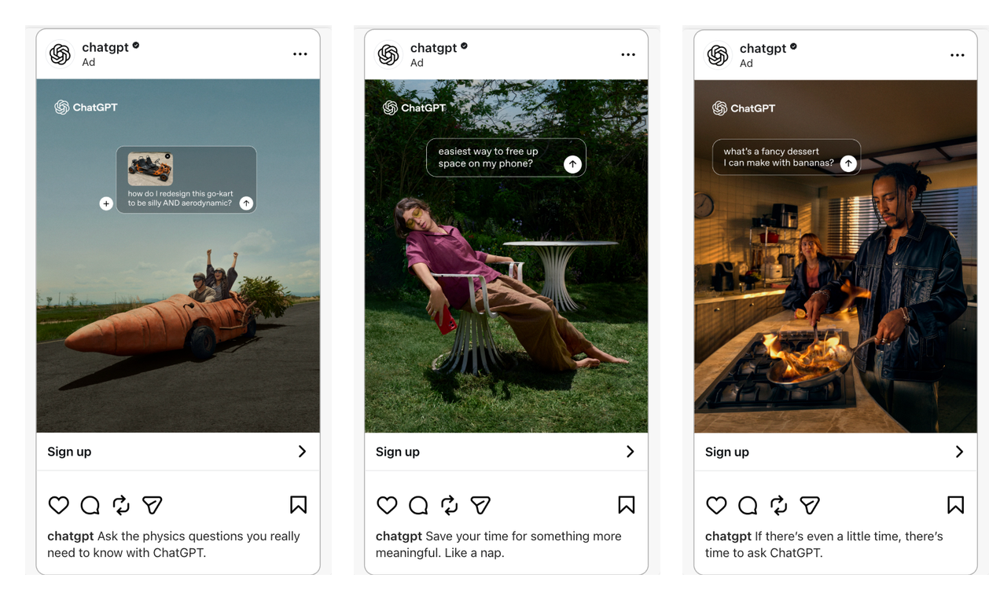 chatgpt
Ad
ChatGPT
how do I redesign this go-kart
to be silly AND aerodynamic?
Sign up
chatgpt Ask the physics questions you really
need to know with ChatGPT.
chatgpt
Ad
ChatGPT
easiest way to free up
space on my phone?
Sign up
chatgpt Save your time for something more
meaningful. Like a nap.
chatgpt
Ad
ChatGPT
what's a fancy dessert
I can make with bananas?
Sign up
chatgpt If there's even a little time, there's
time to ask ChatGPT.